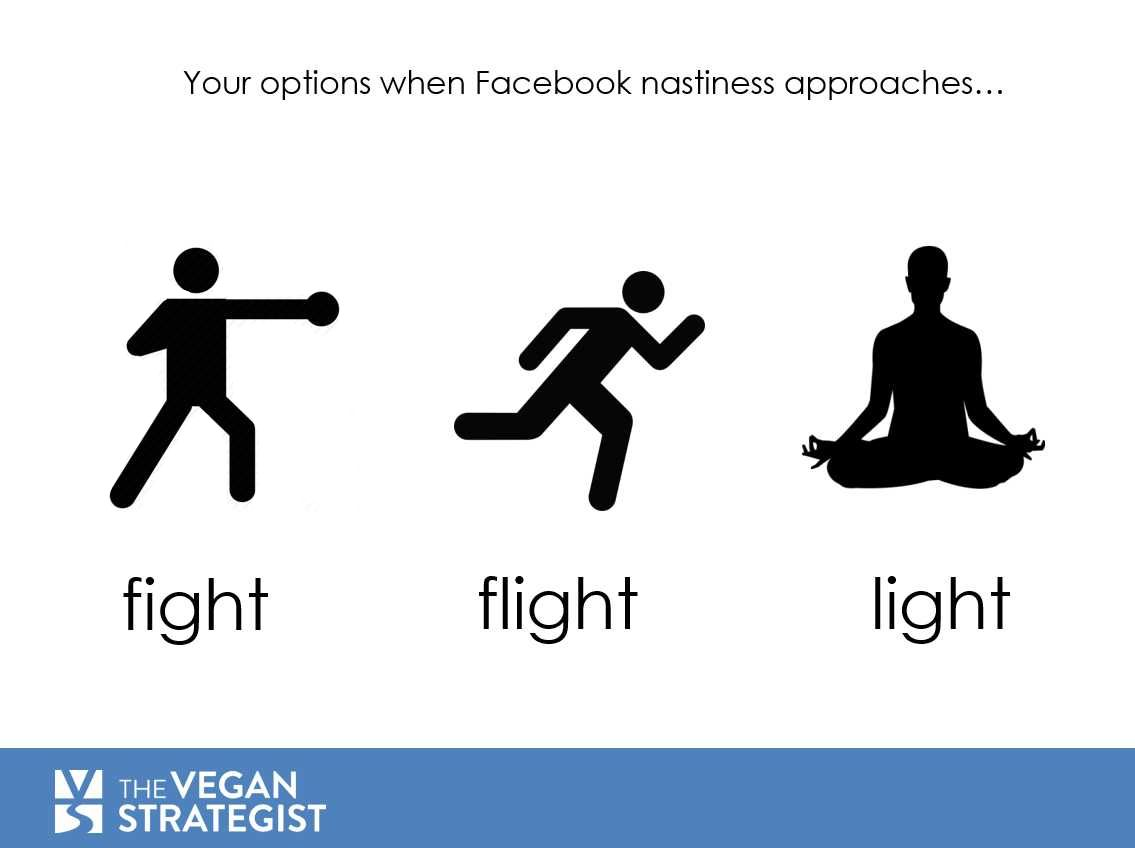 Your options when Facebook nastiness approaches…
fight flight light
THE VEGAN
STRATEGIST